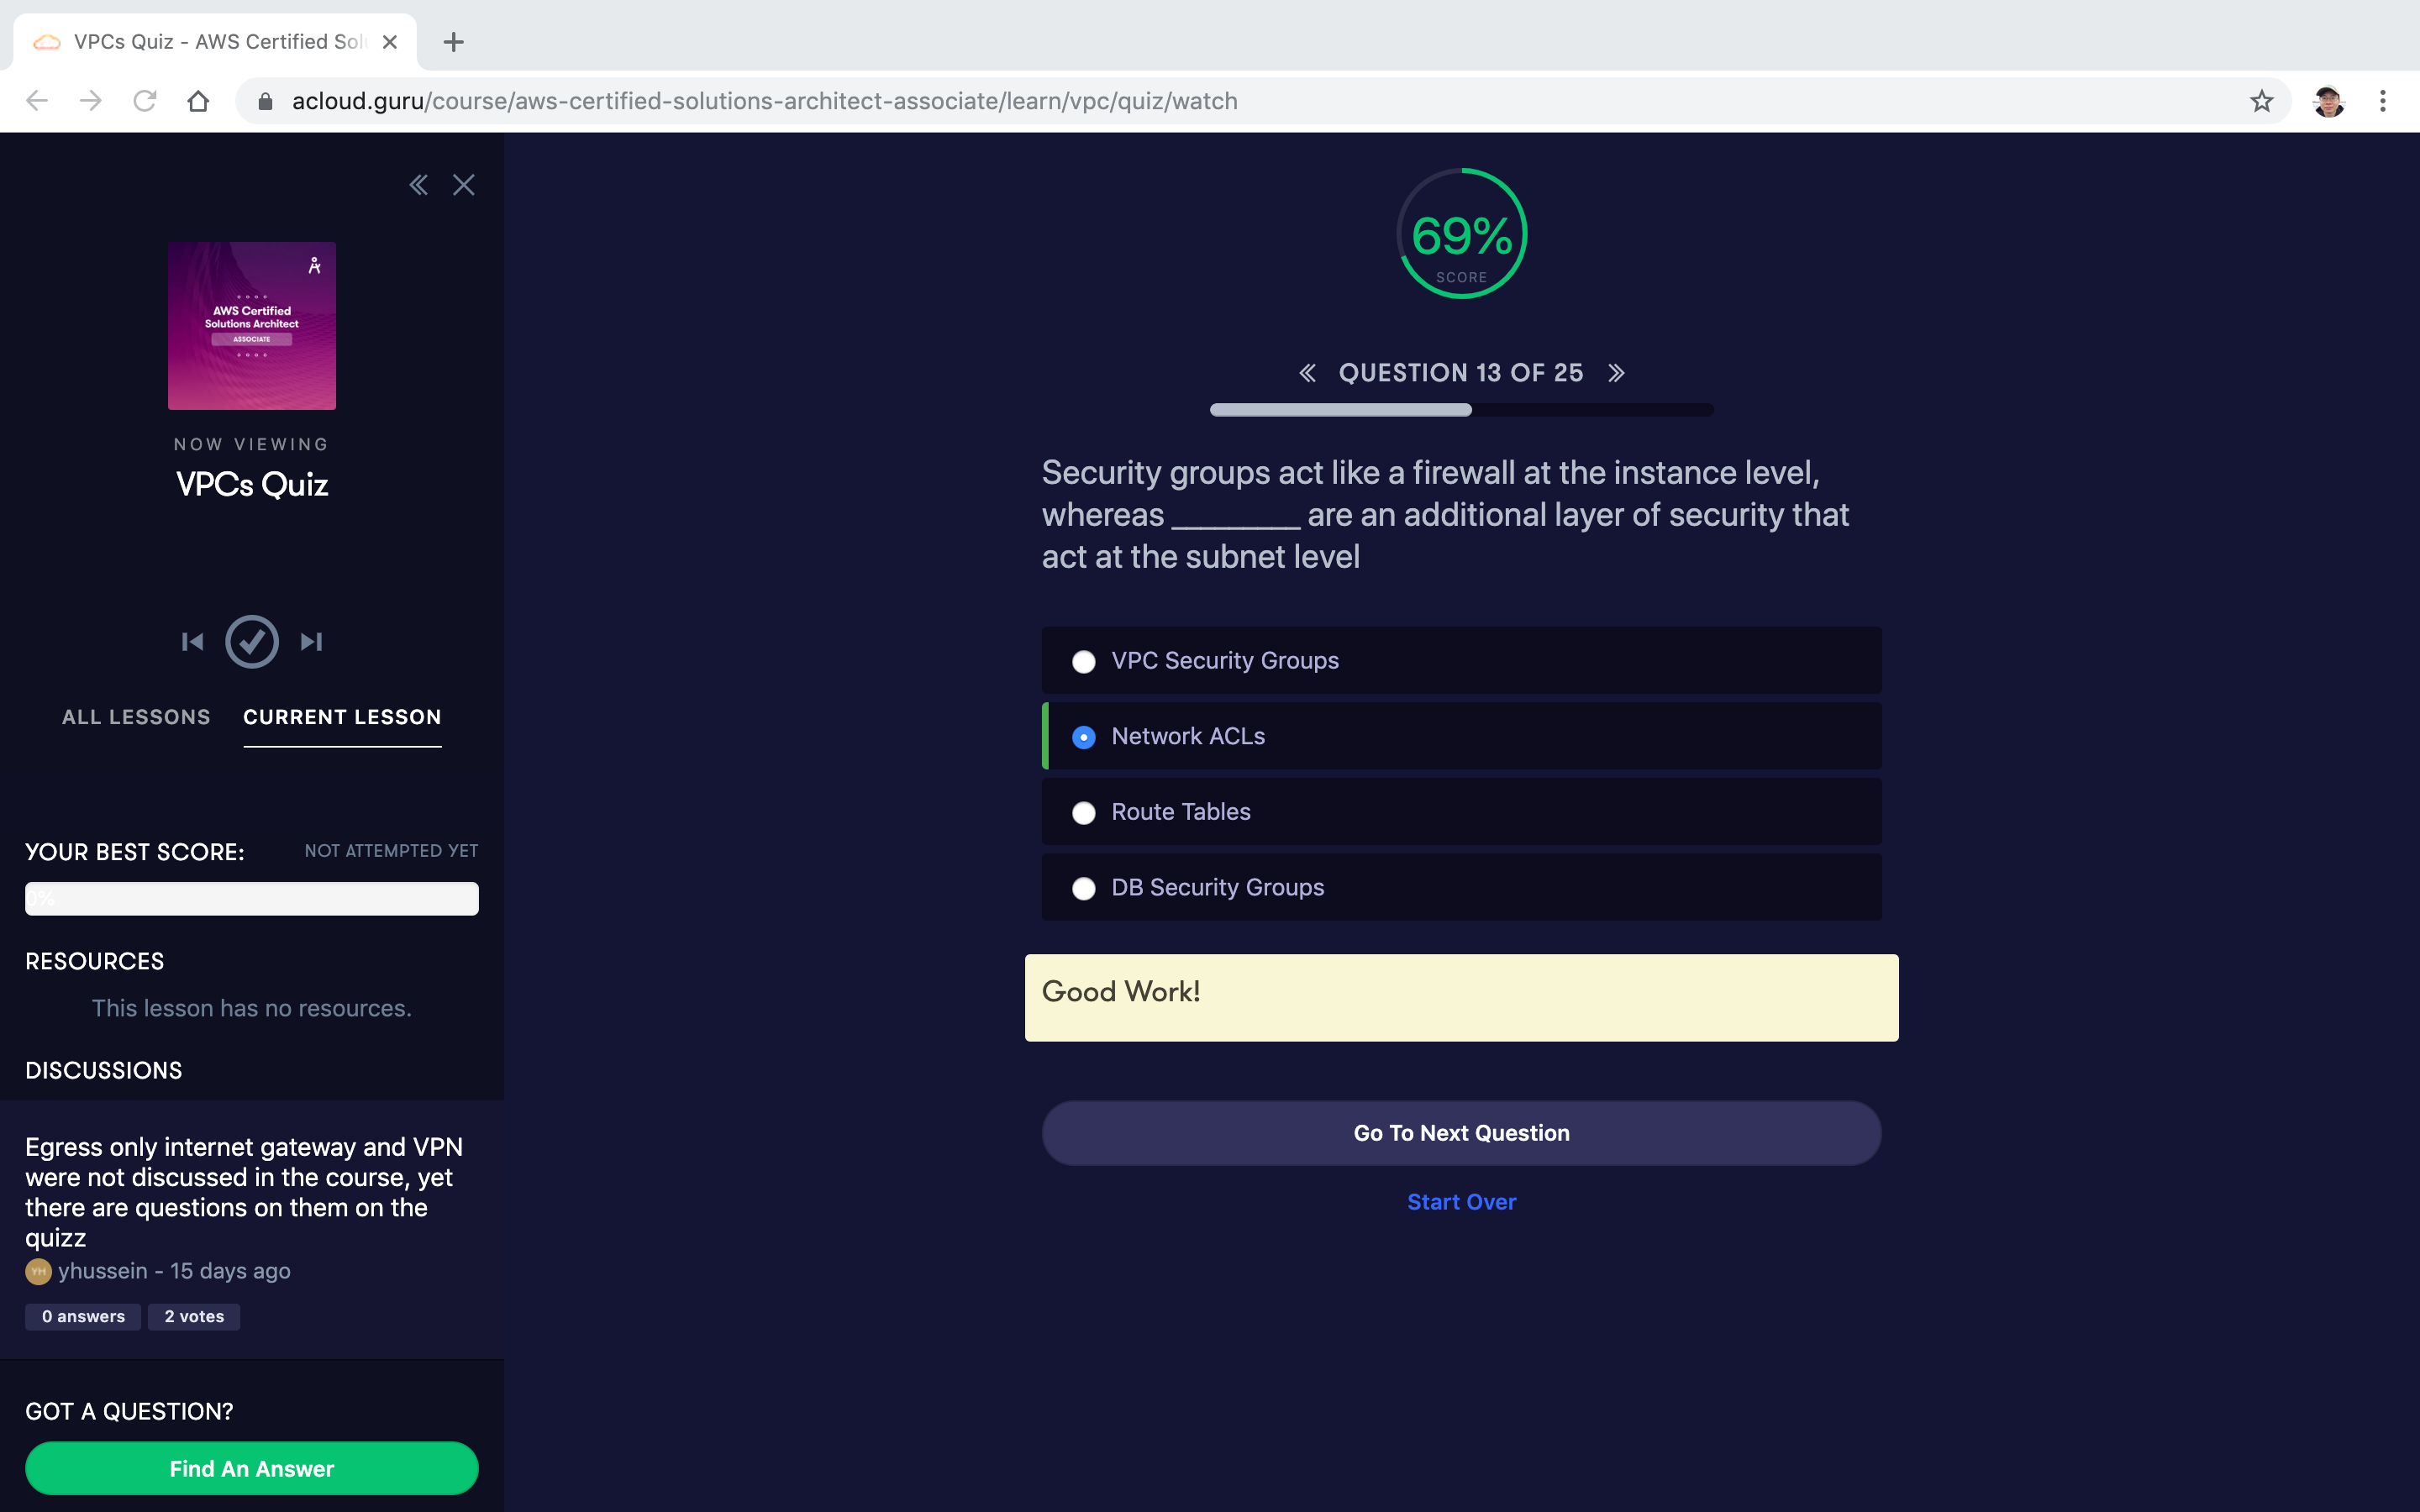 VPCs Quiz - AWS Certified Sol
acloud.guru/course/aws-certified-solutions-architect-associate/learn/vpc/quiz/watch
AWS Certified
Solutions Architect
ASSOCIATE
NOW VIEWING
VPCs Quiz
ALL LESSONS
CURRENT LESSON
YOUR BEST SCORE:
NOT ATTEMPTED YET
0%
RESOURCES
This lesson has no resources.
DISCUSSIONS
Egress only internet gateway and VPN
were not discussed in the course, yet
there are questions on them on the
quizz
YH
yhussein - 15 days ago
0 answers
2 votes
GOT A QUESTION?
Find An Answer
69%
SCORE
QUESTION 13 OF 25
Security groups act like a firewall at the instance level,
whereas _________ are an additional layer of security that
act at the subnet level
VPC Security Groups
Network ACLs
Route Tables
DB Security Groups
Good Work!
Go To Next Question
Start Over